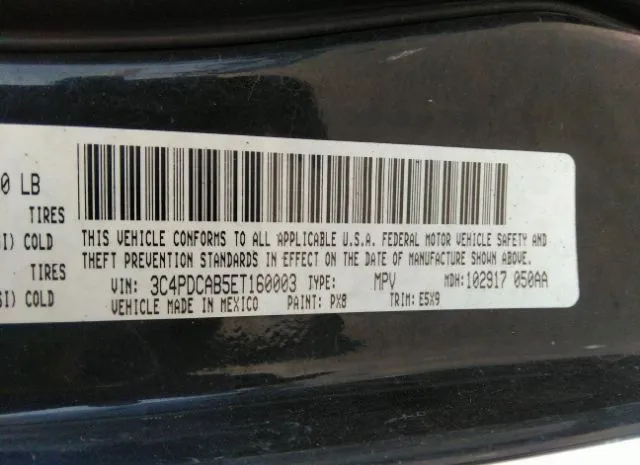 0 LB
TIRES
SI) COLD
TIRES
SI) COLD
THIS VEHICLE CONFORMS TO ALL APPLICABLE U.S.A. FEDERAL MOTOR VEHICLE SAFETY AND
THEFT PREVENTION STANDARDS IN EFFECT ON THE DATE OF MANUFACTURE SHOWN ABOVE.
VIN: 3C4PDCAB5ET160003 TYPE: MPV MDH: 102917 050AA
VEHICLE MADE IN MEXICO PAINT: PX8 TRIM: E5X9